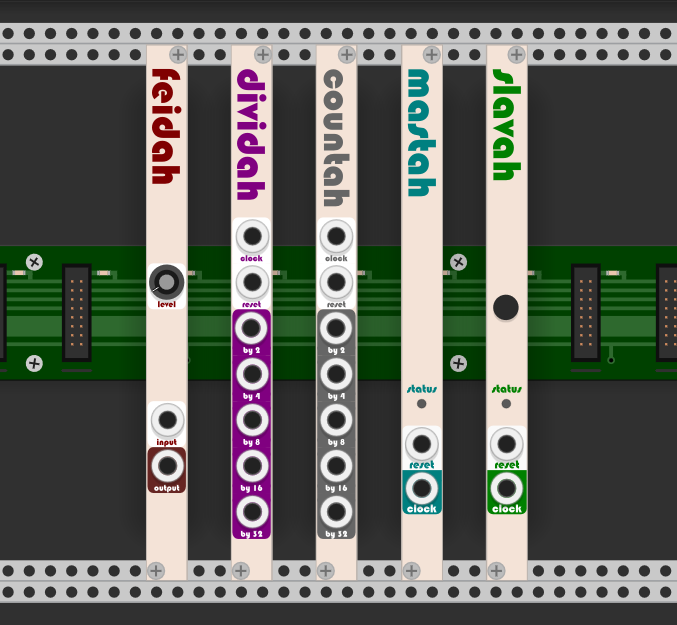 feidah
level
input
output
dividah
clock
reset
by 2
by 4
by 8
by 16
by 32
countah
clock
reset
by 2
by 4
by 8
by 16
by 32
mastah
status
reset
clock
slavah
status
reset
clock